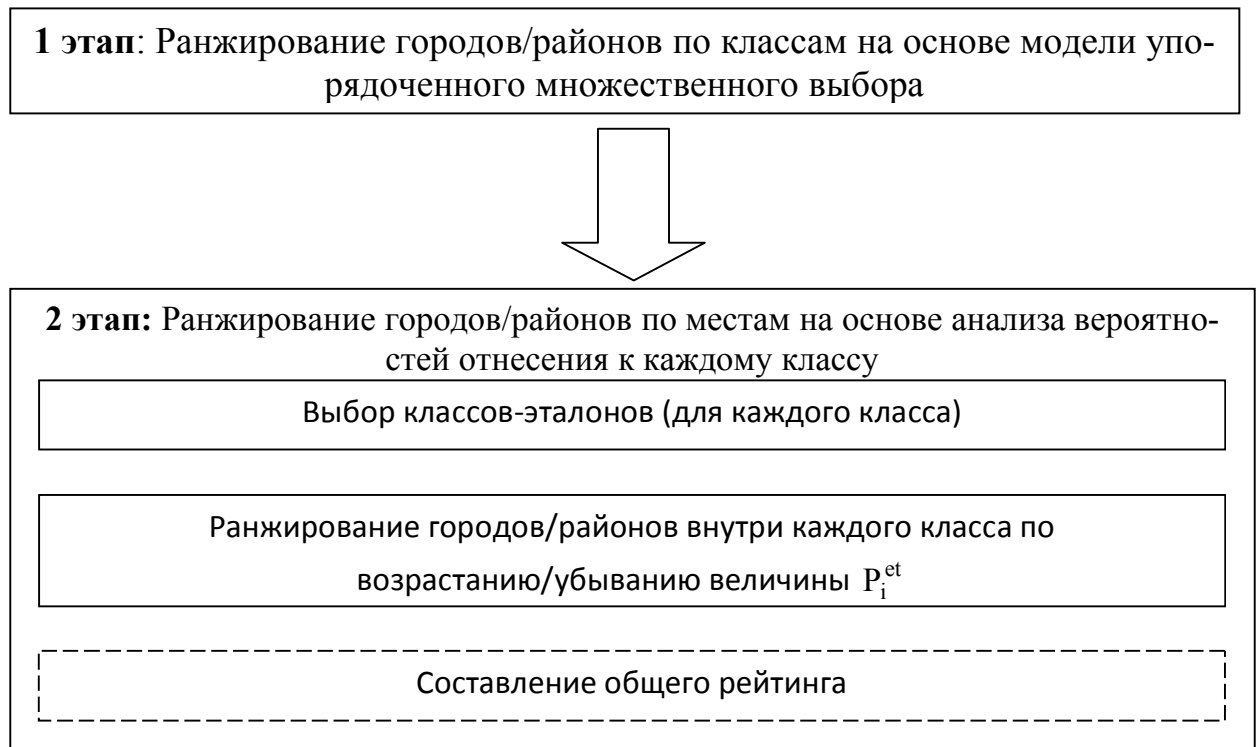 1 этап: Ранжирование городов/районов по классам на основе модели упо-
рядоченного множественного выбора
2 этап: Ранжирование городов/районов по местам на основе анализа вероятно-
стей отнесения к каждому классу
Выбор классов-эталонов (для каждого класса)
Ранжирование городов/районов внутри каждого класса по
возрастанию/убыванию величины P_i^et
Составление общего рейтинга